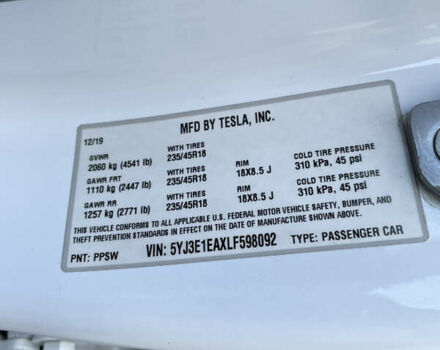 MFD BY TESLA, INC.
12/19
GVWR WITH TIRES
2060 kg (4541 lb) 235/45R18
GAWR FRT WITH TIRES RIM COLD TIRE PRESSURE
1110 kg (2447 lb) 235/45R18 18X8.5 J 310 kPa, 45 psi
GAWR RR WITH TIRES RIM COLD TIRE PRESSURE
1257 kg (2771 lb) 235/45R18 18X8.5 J 310 kPa, 45 psi
THIS VEHICLE CONFORMS TO ALL APPLICABLE U.S. FEDERAL MOTOR VEHICLE SAFETY, BUMPER, AND
THEFT PREVENTION STANDARDS IN EFFECT ON THE DATE OF MANUFACTURE SHOWN ABOVE.
VIN: 5YJ3E1EAXLF598092 TYPE: PASSENGER CAR
PNT: PPSW